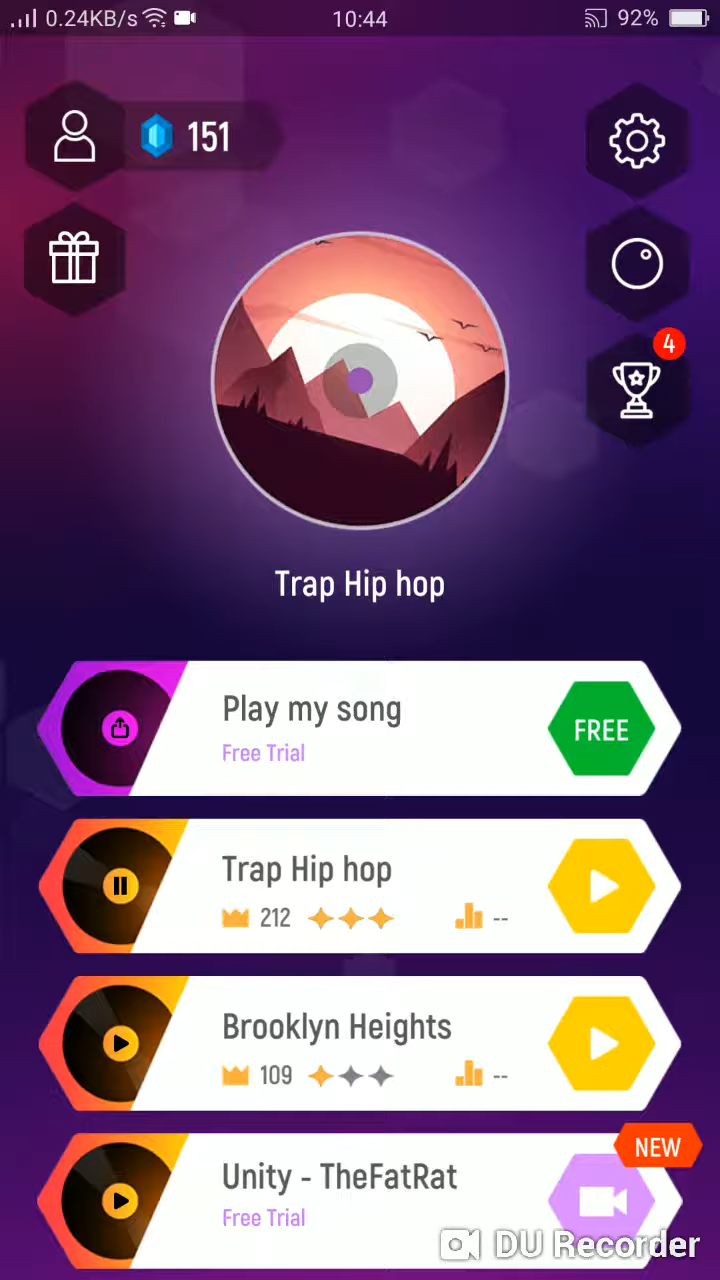 0.24KB/s 10:44 92%
151
4
Trap Hip hop
Play my song
Free Trial
FREE
Trap Hip hop
212 --
Brooklyn Heights
109 --
NEW
Unity - TheFatRat
Free Trial
DU Recorder